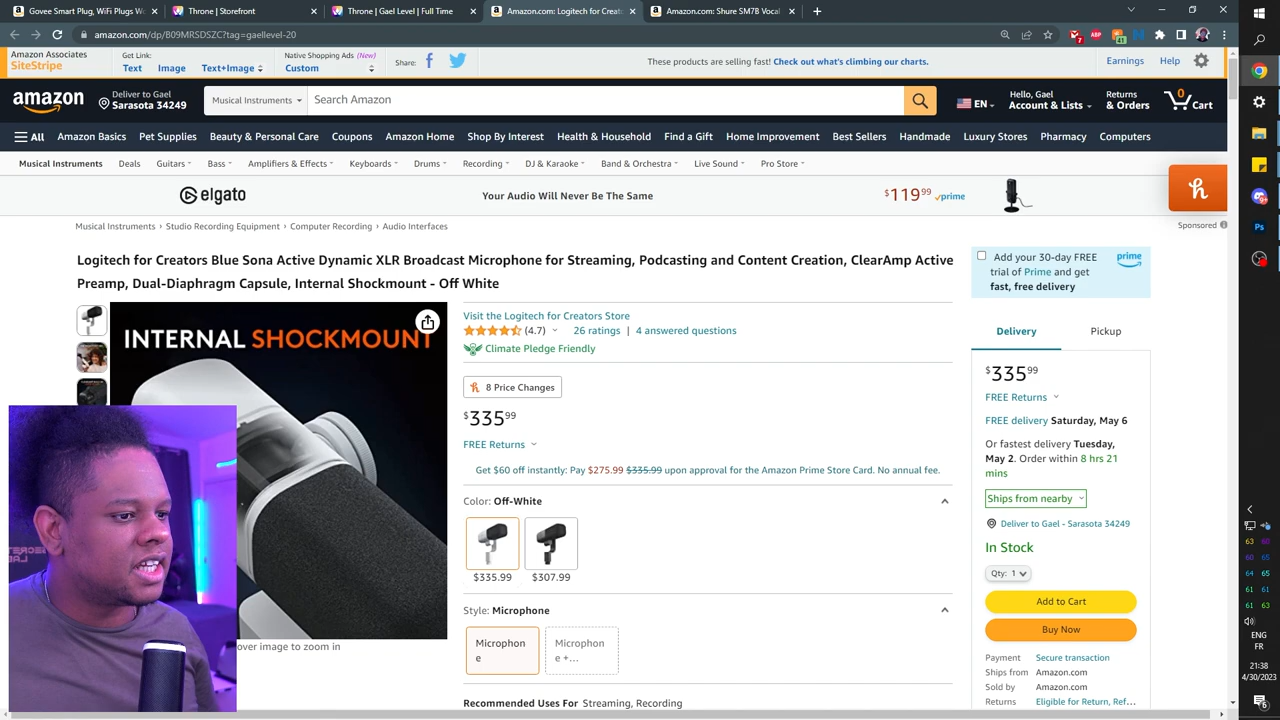 Govee Smart Plug, WiFi Plugs Wo
Throne | Settings
Throne | Gaellevel | Full Time
Amazon.com: Logitech for Creato
Amazon.com: Shure SM7B Vocal
amazon.com/dp/B09MRSDSZC?tag=gaellevel-20
Amazon Associates
SiteStripe
Get Link:
Text Image Text+Image
Native Shopping Ads (New)
Custom
Share:
These products are selling fast! Check out what's climbing our charts.
Earnings Help
amazon
Deliver to Gael
Sarasota 34249
Musical Instruments
Search Amazon
EN
Hello, Gael
Account & Lists
Returns
& Orders
0
Cart
All Amazon Basics Pet Supplies Beauty & Personal Care Coupons Amazon Home Shop By Interest Health & Household Find a Gift Home Improvement Best Sellers Handmade Luxury Stores Pharmacy Computers
Musical Instruments Deals Guitars Bass Amplifiers & Effects Keyboards Drums Recording DJ & Karaoke Band & Orchestra Live Sound Pro Store
elgato
Your Audio Will Never Be The Same
$119.99 prime
Sponsored
Musical Instruments › Studio Recording Equipment › Computer Recording › Audio Interfaces
Logitech for Creators Blue Sona Active Dynamic XLR Broadcast Microphone for Streaming, Podcasting and Content Creation, ClearAmp Active
Preamp, Dual-Diaphragm Capsule, Internal Shockmount - Off White
INTERNAL SHOCKMOUNT
over image to zoom in
Visit the Logitech for Creators Store
(4.7) 26 ratings | 4 answered questions
Climate Pledge Friendly
8 Price Changes
$335.99
FREE Returns
Get $60 off instantly: Pay $275.99 $335.99 upon approval for the Amazon Prime Store Card. No annual fee.
Color: Off-White
$335.99 $307.99
Style: Microphone
Microphon
e
Microphon
e +...
Recommended Uses For Streaming, Recording
Add your 30-day FREE
trial of Prime and get
fast, free delivery
prime
Delivery Pickup
$335.99
FREE Returns
FREE delivery Saturday, May 6
Or fastest delivery Tuesday,
May 2. Order within 8 hrs 21
mins
Ships from nearby
Deliver to Gael - Sarasota 34249
In Stock
Qty: 1
Add to Cart
Buy Now
Payment Secure transaction
Ships from Amazon.com
Sold by Amazon.com
Returns Eligible for Return, Ref...
63 60
64 65
61 61
61 63
ENG
FR
21:38
4/30/2023